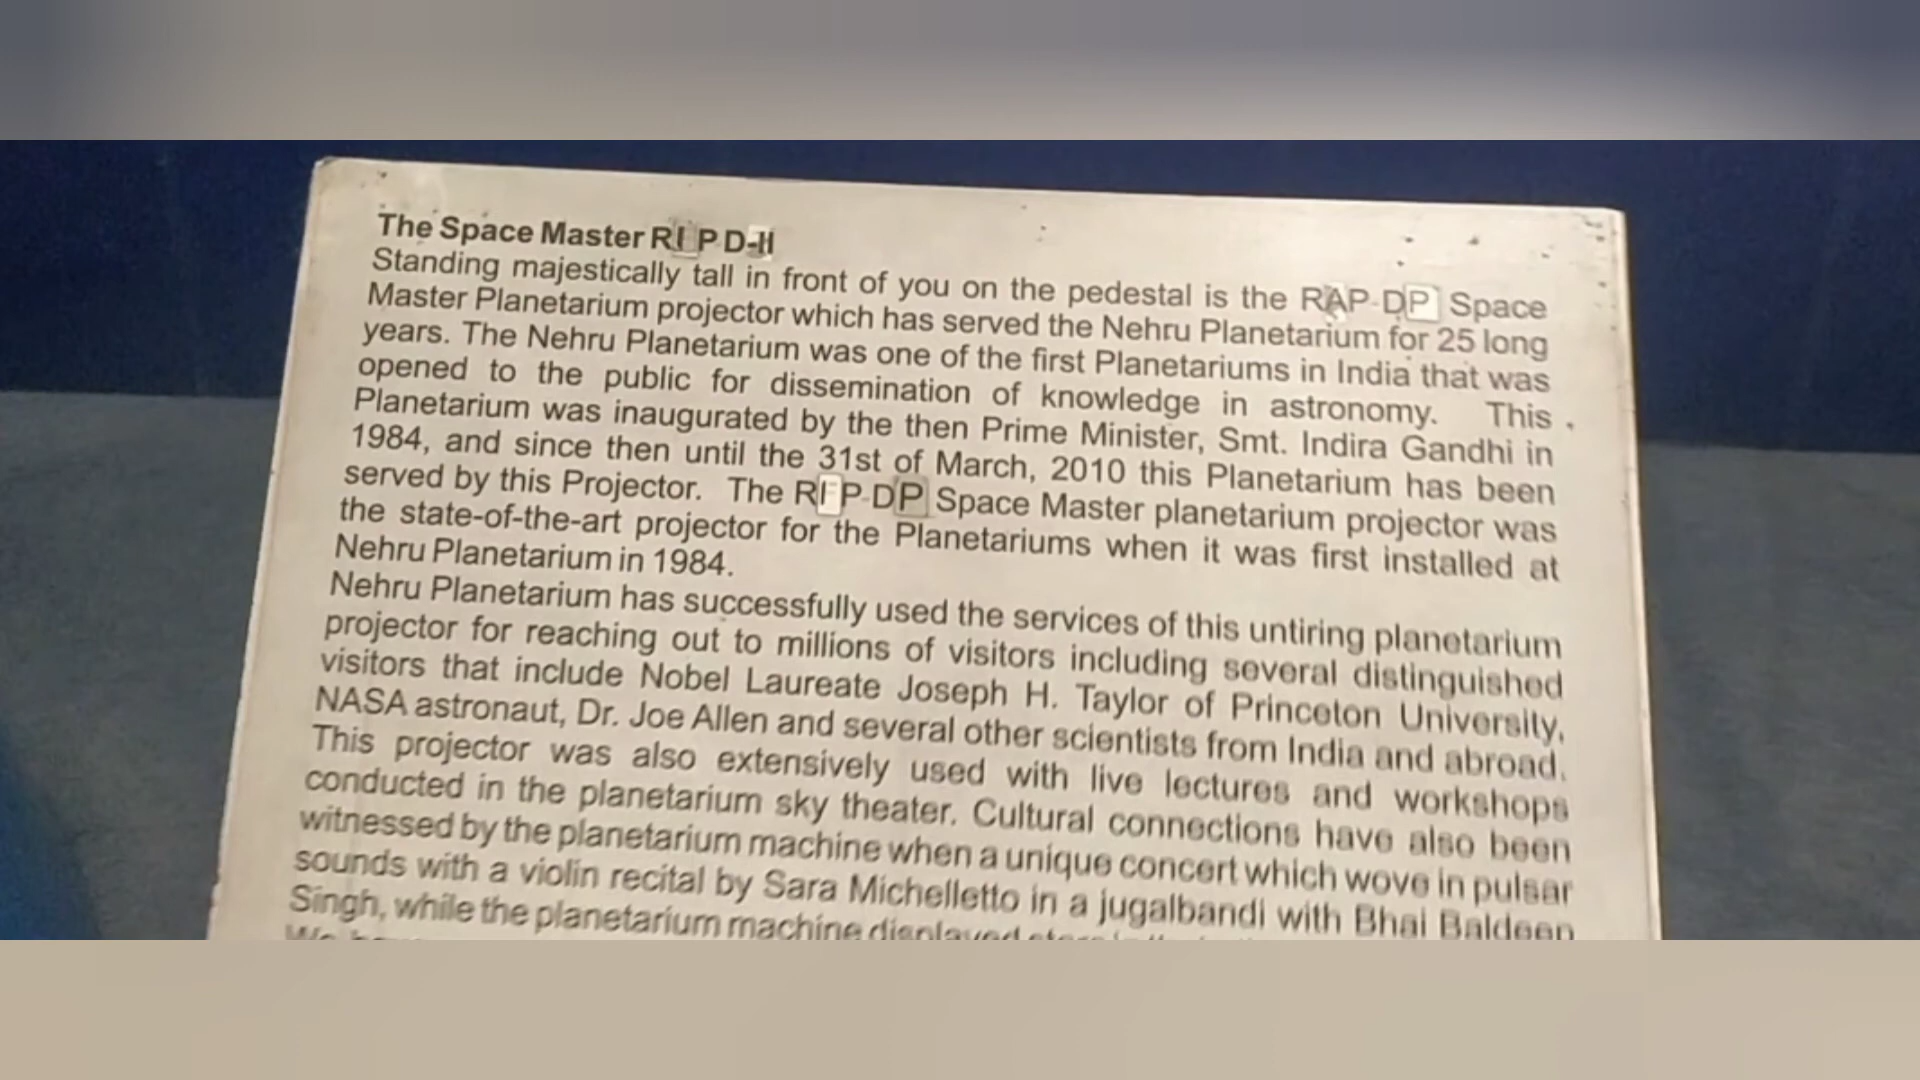 The Space Master RI P D-II
Standing majestically tall in front of you on the pedestal is the RAP-DP Space
Master Planetarium projector which has served the Nehru Planetarium for 25 long
years. The Nehru Planetarium was one of the first Planetariums in India that was
opened to the public for dissemination of knowledge in astronomy. This
Planetarium was inaugurated by the then Prime Minister, Smt. Indira Gandhi in
1984, and since then until the 31st of March, 2010 this Planetarium has been
served by this Projector. The RFP-DP Space Master planetarium projector was
the state-of-the-art projector for the Planetariums when it was first installed at
Nehru Planetarium in 1984.
Nehru Planetarium has successfully used the services of this untiring planetarium
projector for reaching out to millions of visitors including several distinguished
visitors that include Nobel Laureate Joseph H. Taylor of Princeton University,
NASA astronaut, Dr. Joe Allen and several other scientists from India and abroad.
This projector was also extensively used with live lectures and workshops
conducted in the planetarium sky theater. Cultural connections have also been
witnessed by the planetarium machine when a unique concert which wove in pulsar
sounds with a violin recital by Sara Michelletto in a jugalbandi with Bhai Baldeep
Singh, while the planetarium machine displayed